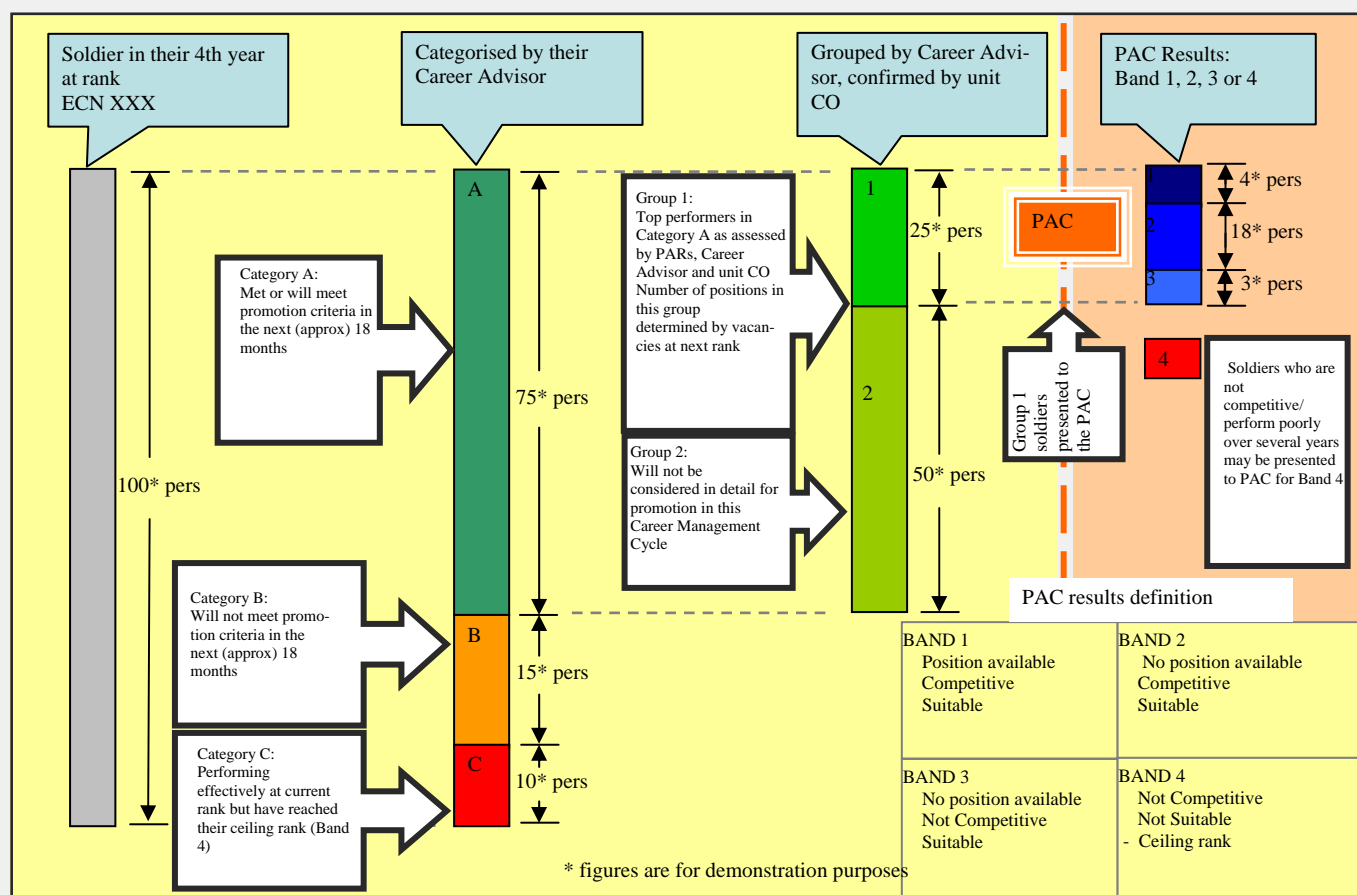 Soldier in their 4th year
at rank
ECN XXX
Categorised by their
Career Advisor
Grouped by Career Advi-
sor, confirmed by unit
CO
PAC Results:
Band 1, 2, 3 or 4
A
75* pers
B
15* pers
C
10* pers
100* pers
Category A:
Met or will meet
promotion criteria in
the next (approx) 18
months
Category B:
Will not meet promo-
tion criteria in the
next (approx) 18
months
Category C:
Performing
effectively at current
rank but have reached
their ceiling rank (Band
4)
Group 1:
Top performers in
Category A as assessed
by PARs, Career
Advisor and unit CO
Number of positions in
this group
determined by vacan-
cies at next rank
Group 2:
Will not be
considered in detail for
promotion in this
Career Management
Cycle
1
25* pers
2
50* pers
PAC
Group 1
soldiers
presented to
the PAC
1
4* pers
2
18* pers
3
3* pers
4
Soldiers who are
not
competitive/
perform poorly
over several years
may be presented
to PAC for Band 4
PAC results definition
BAND 1
Position available
Competitive
Suitable
BAND 2
No position available
Competitive
Suitable
BAND 3
No position available
Not Competitive
Suitable
BAND 4
Not Competitive
Not Suitable
- Ceiling rank
* figures are for demonstration purposes